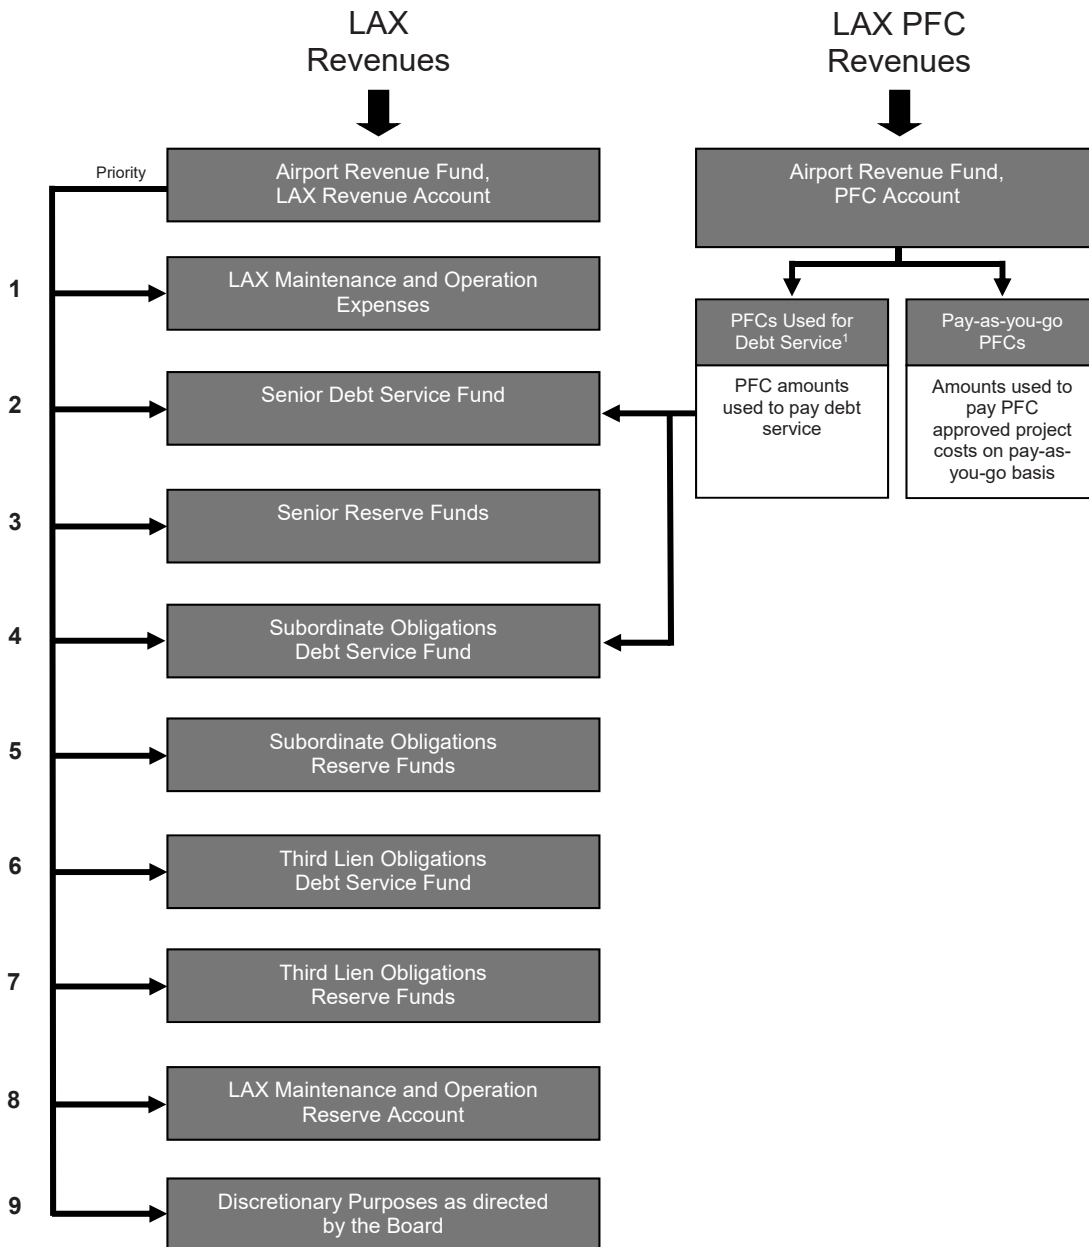 LAX
Revenues
LAX PFC
Revenues
Priority
Airport Revenue Fund,
LAX Revenue Account
Airport Revenue Fund,
PFC Account
1
LAX Maintenance and Operation
Expenses
PFCs Used for
Debt Service¹
PFC amounts
used to pay debt
service
Pay-as-you-go
PFCs
Amounts used to
pay PFC
approved project
costs on pay-as-
you-go basis
2
Senior Debt Service Fund
3
Senior Reserve Funds
4
Subordinate Obligations
Debt Service Fund
5
Subordinate Obligations
Reserve Funds
6
Third Lien Obligations
Debt Service Fund
7
Third Lien Obligations
Reserve Funds
8
LAX Maintenance and Operation
Reserve Account
9
Discretionary Purposes as directed
by the Board